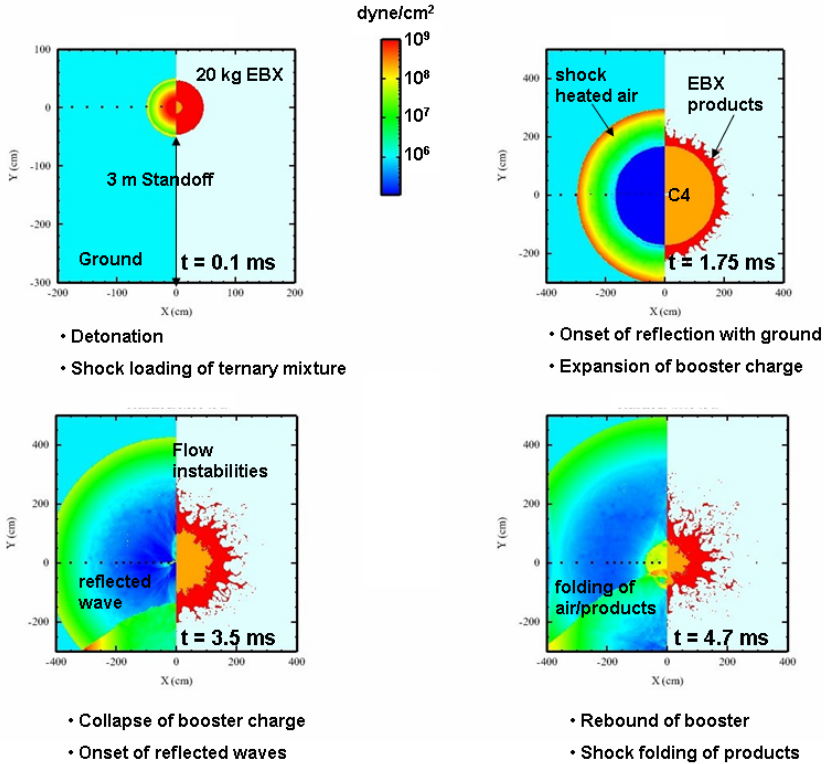 dyne/cm²
10⁹
10⁸
10⁷
10⁶
100
0
-100
-200
-300
Y (cm)
-200
-100
0
100
200
X (cm)
20 kg EBX
3 m Standoff
Ground
t = 0.1 ms
• Detonation
• Shock loading of ternary mixture
400
200
0
-200
Y (cm)
-400
-200
0
200
400
X (cm)
shock
heated air
EBX
products
C4
t = 1.75 ms
• Onset of reflection with ground
• Expansion of booster charge
400
200
0
-200
Y (cm)
-400
-200
0
200
400
X (cm)
Flow
instabilities
reflected
wave
t = 3.5 ms
• Collapse of booster charge
• Onset of reflected waves
400
200
0
-200
Y (cm)
-400
-200
0
200
400
X (cm)
folding of
air/products
t = 4.7 ms
• Rebound of booster
• Shock folding of products